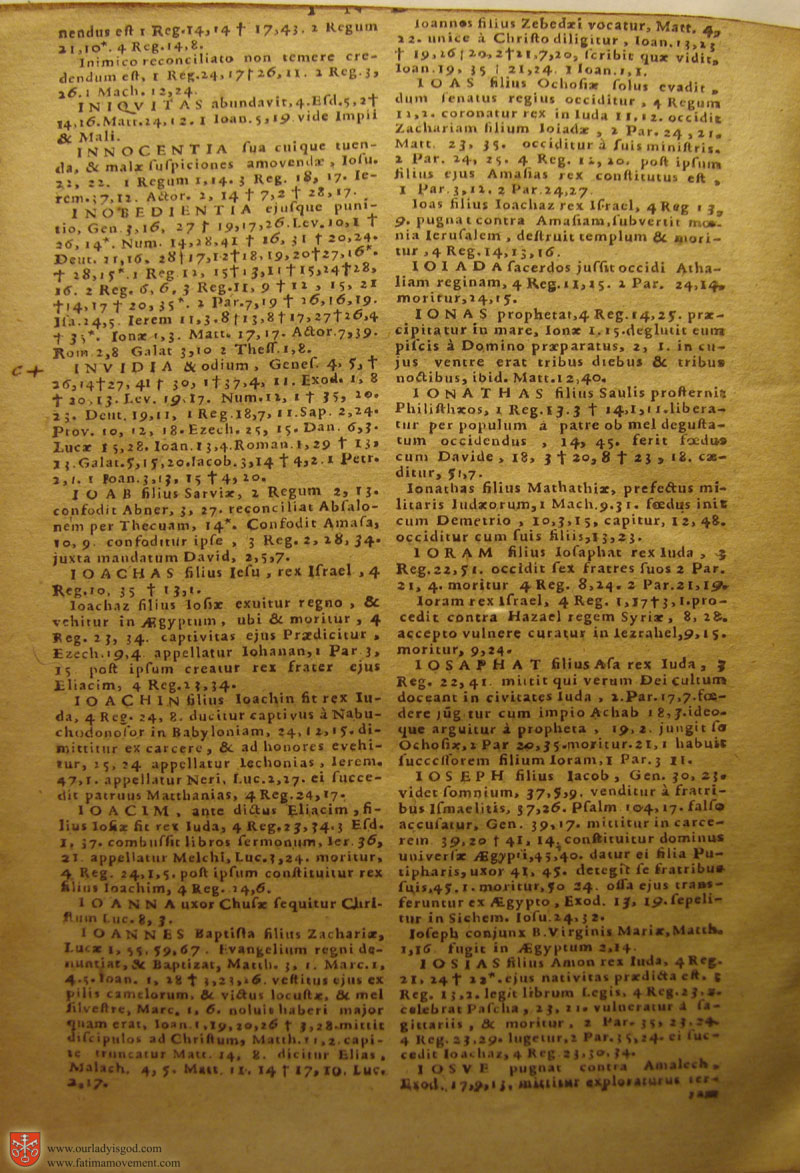 nendus est 1 Reg.14,14 † 17,43. 2 Regum
21,10*. 4 Reg.14,8.
Inimico reconciliato non temere cre-
dendum est, 1 Reg.24,17†26,11. 2 Reg.3,
26.1 Mach. 12,24.
INIQVITAS abundavit,4.Esd.5,2†
14,16.Matt.24,12.1 Ioan.5,19 vide Impii
& Mali.
INNOCENTIA sua cuique tuen-
da, & malæ suspiciones amovendæ, Iosu.
22, 22. 1 Regum 1,14. 3 Reg. 18, 17. Ie-
rem.37,12. Actor. 2, 14 † 7,2 † 28,17.
INOBEDIENTIA ejusque puni-
tio, Gen.3,16, 27 † 19,17,26.Lev.10,1 †
26, 14*. Num. 14,28,41 † 16, 31 † 20,24.
Deut. 11,16. 28†17,12†18,19,20†27,16*.
† 28,15*.1 Reg 12, 15†13,11†15,24†28,
16. 2 Reg. 6, 6, 3 Reg.11, 9 † 12 , 15, 21
†14,17 † 20, 35*. 2 Par.7,19 † 26,16,19.
Isa.24,5. Ierem 11,3.8†13,8†17,27†26,4
† 35*. Ionæ 1,3. Matt. 17,17. Actor.7,39.
Rom 2,8 Galat 3,10 2 Thess.1,8.
c+
INVIDIA & odium, Genes. 4, 5,†
26,14†27, 41 † 30, 1†37,4, 11. Exod. 1, 8
† 20,13. Lev. 19.17. Num.12, 1 † 35, 20.
23. Deut. 19,11, 1 Reg.18,7, 11.Sap. 2,24.
Prov. 10, 12, 18.Ezech. 25, 15. Dan. 6,3.
Lucæ 15,28. Ioan.13,4.Roman.1,29 † 13,
13.Galat.5,15,20.Iacob.3,14 † 4,2.1 Petr.
2,1. 1 Ioan.3,13, 15 † 4, 20.
IOAB filius Sarviæ, 2 Regum 2, 13.
confodit Abner, 3, 27. reconciliat Absalo-
nem per Thecuam, 14*. Confodit Amasa,
10, 9 confoditur ipse , 3 Reg. 2, 28, 34.
juxta mandatum David, 2,5,7.
IOACHAS filius Iesu , rex Israel , 4
Reg.10, 35 † 13,1.
Ioachaz filius Iosiæ exuitur regno , &
vehitur in Ægyptum, ubi & moritur , 4
Reg. 23, 34. captivitas ejus Prædicitur ,
Ezech.19,4 appellatur Iohanan,1 Par 3,
15 post ipsum creatur rex frater ejus
Eliacim, 4 Reg.23,34.
IOACHIN filius Ioachin fit rex Iu-
da, 4 Reg. 24, 8. ducitur captivus à Nabu-
chodonosor in Babyloniam, 24,12,15. di-
mittitur ex carcere, & ad honores evehi-
tur, 25, 24 appellatur Iechonias , Ierem.
47,1. appellatur Neri, Luc.2,27. ei succe-
dit patruus Matthanias, 4 Reg.24,17.
IOACIM, ante dictus Eliacim ,fi-
lius Iosiæ fit rex Iuda, 4 Reg.23,34.3 Esd.
1, 37. combussit libros sermonum, Ier. 36,
21. appellatur Melchi, Luc.3,24. moritur,
4 Reg. 24,1,5. post ipsum constituitur rex
filius Ioachim, 4 Reg. 24,6.
IOANNA uxor Chusæ sequitur Chri-
stum Luc. 8, 3.
IOANNES Baptista filius Zachariæ,
Lucæ 1, 55, 59,67. Evangelium regni de-
nuntiat, & Baptizat, Matth. 3, 1. Marc.1,
4.5.Ioan. 1, 28 † 3,23,26. vestitus ejus ex
pilis camelorum, & victus locustæ, & mel
silvestre, Marc, 1, 6. noluit haberi major
quam erat, Ioan.1,19,20,26 † 3,28.mittit
discipulos ad Christum, Matth.11,2.capi-
te truncatur Matt. 14, 8. dicitur Elias,
Malach. 4, 5. Matt. 11. 14 † 17,10. Luc.
2,17.
Ioannes filius Zebedæi vocatur, Matt. 4,
22. unice à Christo diligitur , Ioan.13,23
† 19,26 † 20,2†21,7,20, scribit quæ vidit,
Ioan.19, 35 † 21,24. 1 Ioan.1,1.
IOAS filius Ochosiæ solus evadit ,
dum senatus regius occiditur , 4 Regum
11,2. coronatur rex in Iuda 11,12. occidit
Zachariam filium Ioiadæ , 2 Par. 24 , 21.
Matt. 23, 35. occiditur à suis ministris.
2 Par. 24, 25. 4 Reg. 12, 20. post ipsum
filius ejus Amasias rex constitutus est ,
1 Par.3,12. 2 Par.24,27.
Ioas filius Ioachaz rex Israel, 4 Reg 13,
9. pugnat contra Amasiam,subvertit mœ-
nia Ierusalem , destruit templum & mori-
tur , 4 Reg.14,13,16.
IOIADA sacerdos jussit occidi Atha-
liam reginam, 4 Reg.11,15. 2 Par. 24,14,
moritur,24,15.
IONAS prophetat,4 Reg.14,25. præ-
cipitatur in mare, Ionæ 1,15.deglutit eum
piscis à Domino præparatus, 2, 1. in cu-
jus ventre erat tribus diebus & tribus
noctibus, ibid. Matt.12,40.
IONATHAS filius Saulis prosternit
Philisthæos, 1 Reg.13.3 † 14,1,11.libera-
tur per populum à patre ob mel degusta-
tum occidendus , 14, 45. ferit fœdus
cum Davide , 18, 3 † 20, 8 † 23 , 18. cæ-
ditur, 51,7.
Ionathas filius Mathathiæ, prefectus mi-
litaris Iudæorum,1 Mach.9.31. fœdus init
cum Demetrio , 10,3,15, capitur, 12, 48.
occiditur cum suis filiis,13,23.
IORAM filius Iosaphat rex Iuda , 3
Reg.22,51. occidit sex fratres suos 2 Par.
21, 4. moritur 4 Reg. 8,24. 2 Par.21,19.
Ioram rex Israel, 4 Reg. 1,17†3,1.pro-
cedit contra Hazael regem Syriæ , 8, 28.
accepto vulnere curatur in Iezrahel,9,15.
moritur, 9,24.
IOSAPHAT filius Asa rex Iuda, 3
Reg. 22, 41. mittit qui verum Dei cultum
doceant in civitates Iuda , 2.Par.17,7.fœ-
dere jūgitur cum impio Achab 18,3.ideo-
que arguitur à propheta , 19,2. jungit se
Ochosiæ,2 Par 20,35.moritur.21,1 habuit
successorem filium Ioram,1 Par.3 11.
IOSEPH filius Iacob, Gen. 30, 23.
videt somnium, 37,5,9. venditur à fratri-
bus Ismaelitis, 37,26. Psalm 104,17. falso
accusatur, Gen. 39,17. mittitur in carce-
rem 39,20 † 41, 14. constituitur dominus
universæ Ægypti,45,40. datur ei filia Pu-
tipharis, uxor 41, 45. detegit se fratribus
suis,45.1.moritur,50 24. ossa ejus trans-
feruntur ex Ægypto , Exod. 13, 19.sepeli-
tur in Sichem. Iosu.24,32.
Ioseph conjunx B.Virginis Mariæ,Matth.
1,16. fugit in Ægyptum 2,14.
IOSIAS filius Amon rex Iuda, 4 Reg.
21, 24† 22*. ejus nativitas prædicta est, 3
Reg. 13,2. legit librum Legis, 4 Reg.23.2.
celebrat Pascha , 23, 21. vulneratur à sa-
gittariis , & moritur , 2 Par. 35, 23,24.
4 Reg.23,29. lugetur,2 Par.35,24. ei suc-
cedit Ioachaz, 4 Reg 23,30,34.
IOSVE pugnat contra Amalech.
Exod. 17,9,13, mittitur exploraturus ter-
ram
www.ourladyisgod.com
www.fatimamovement.com